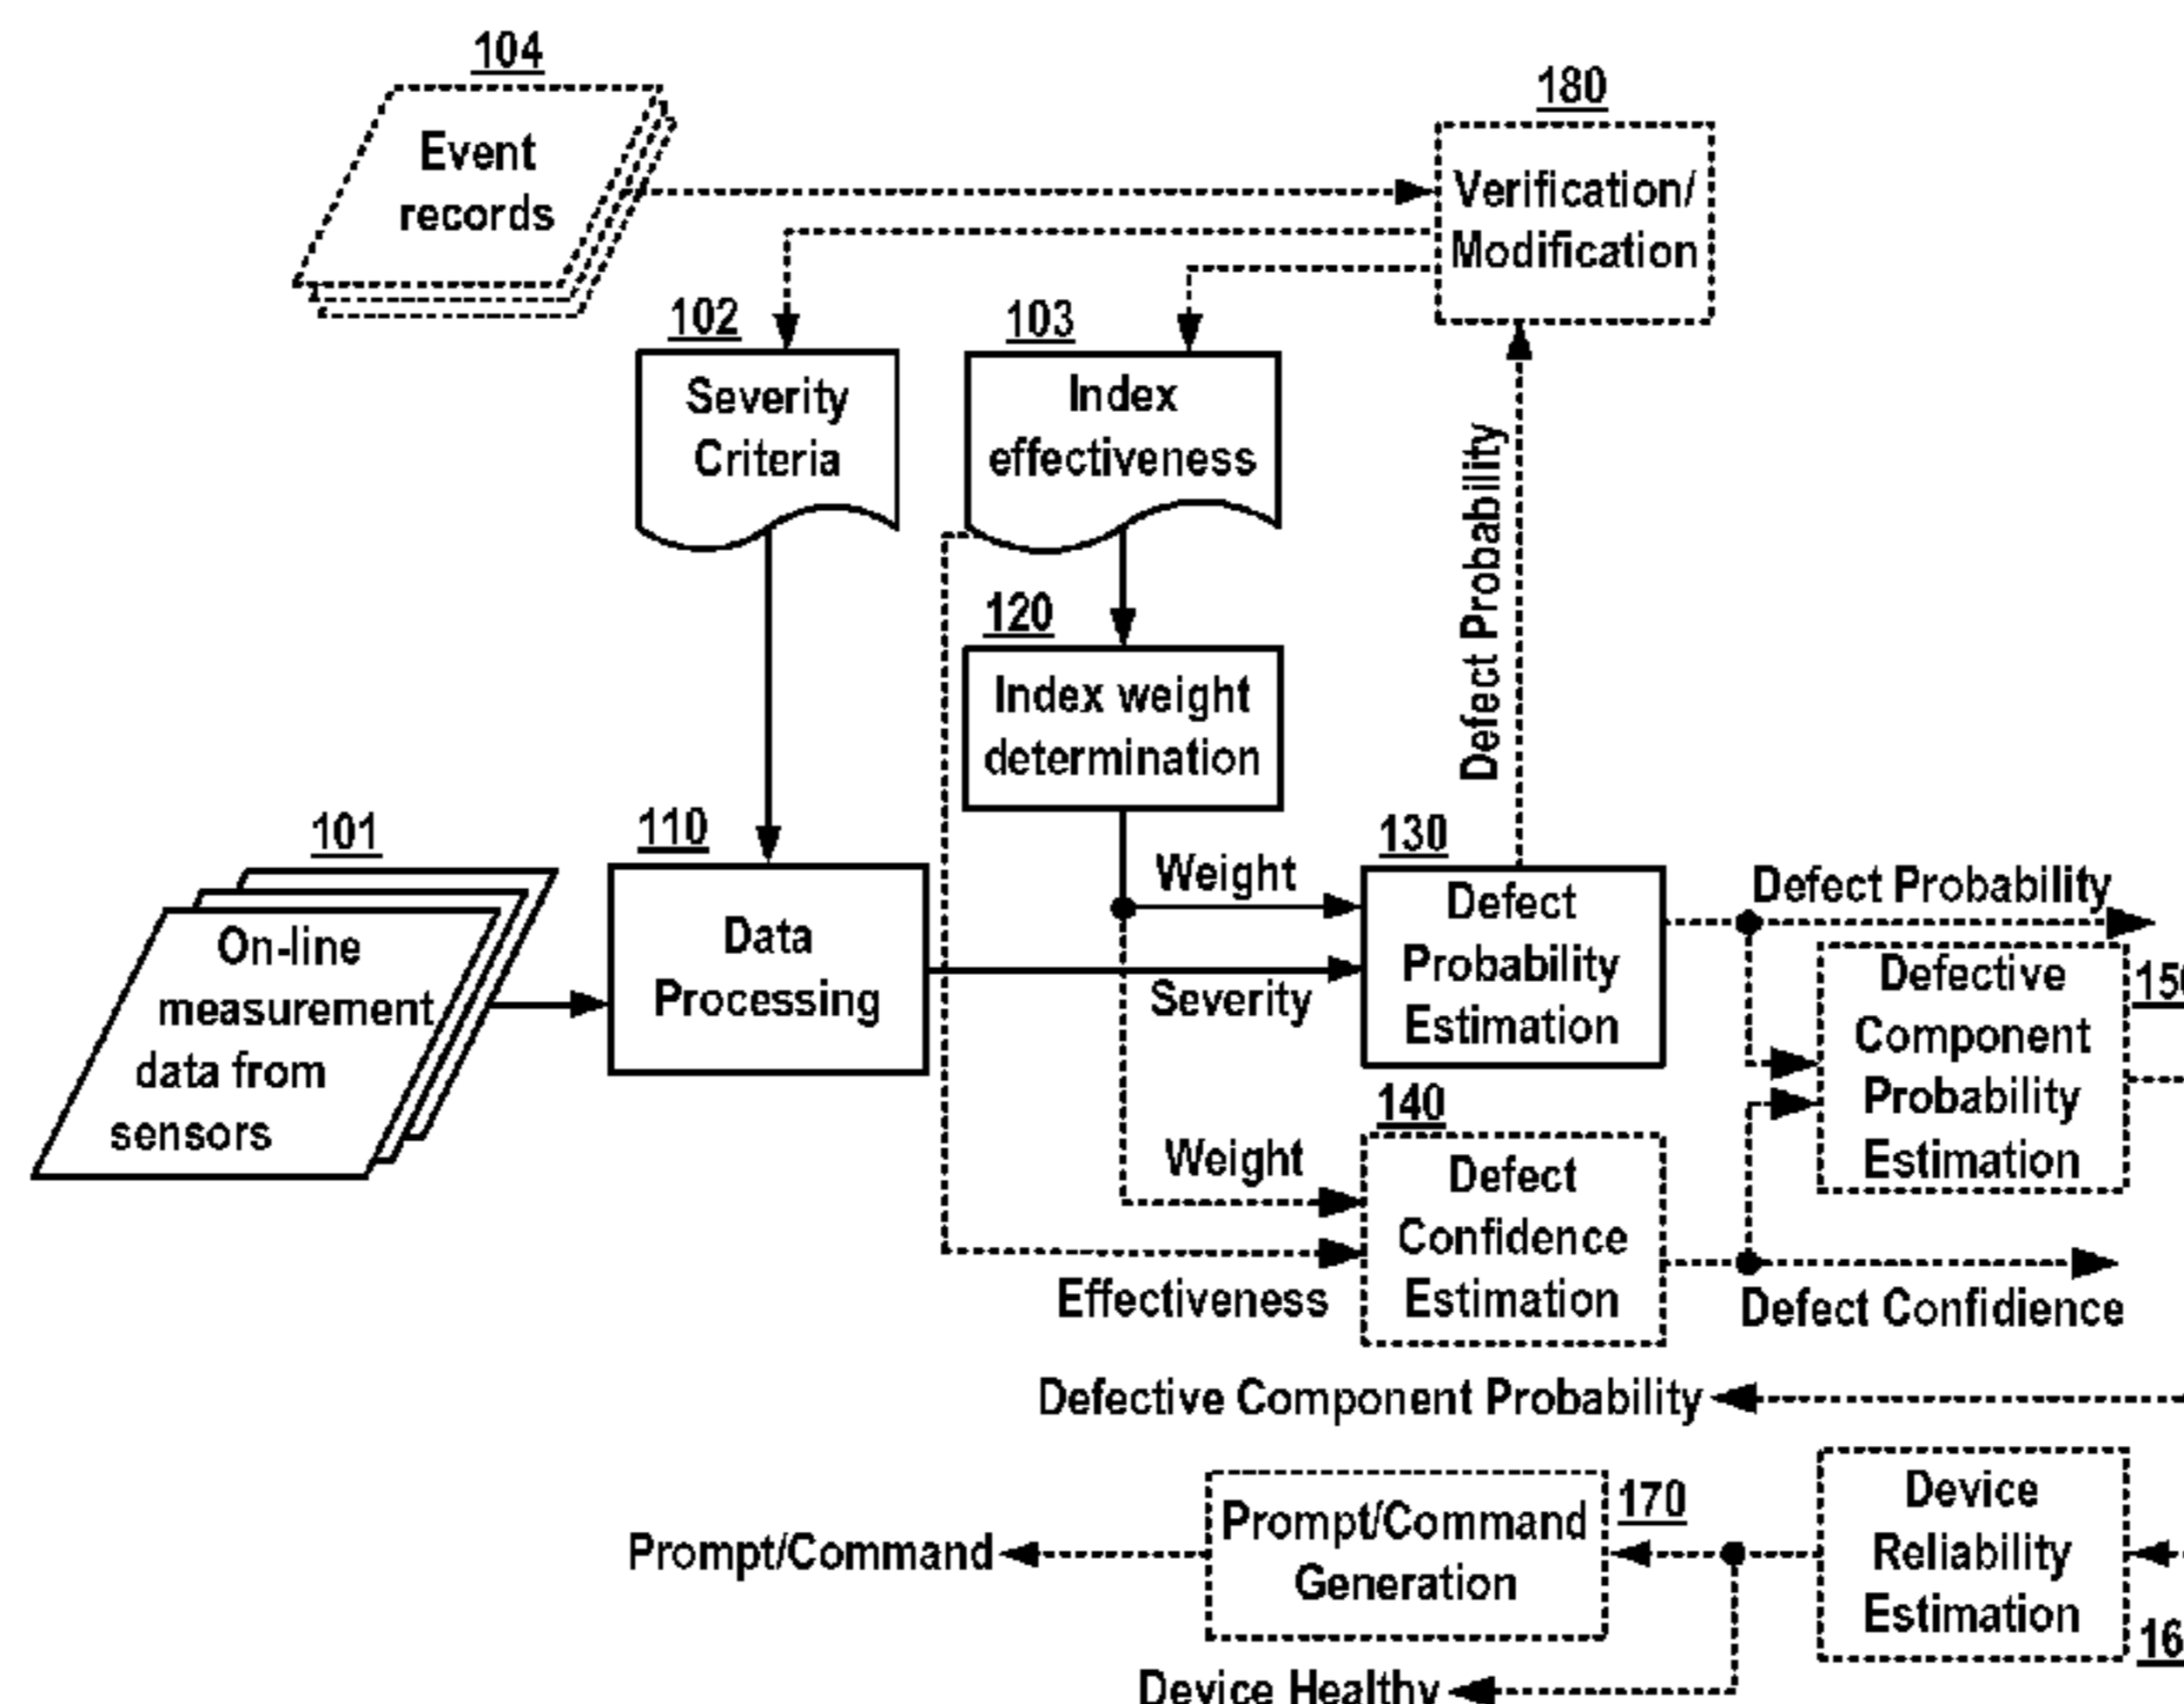 104
Event
records
180
Verification/
Modification
102
Severity
Criteria
103
Index
effectiveness
Defect Probability
120
Index weight
determination
101
On-line
measurement
data from
sensors
110
Data
Processing
Weight
Severity
130
Defect
Probability
Estimation
Defect Probability
Defective
Component
Probability
Estimation
140
Weight
Defect
Confidence
Estimation
Effectiveness
Defect Confidience
Defective Component Probability
Prompt/Command
Prompt/Command
Generation
170
Device
Reliability
Estimation
Device Healthy